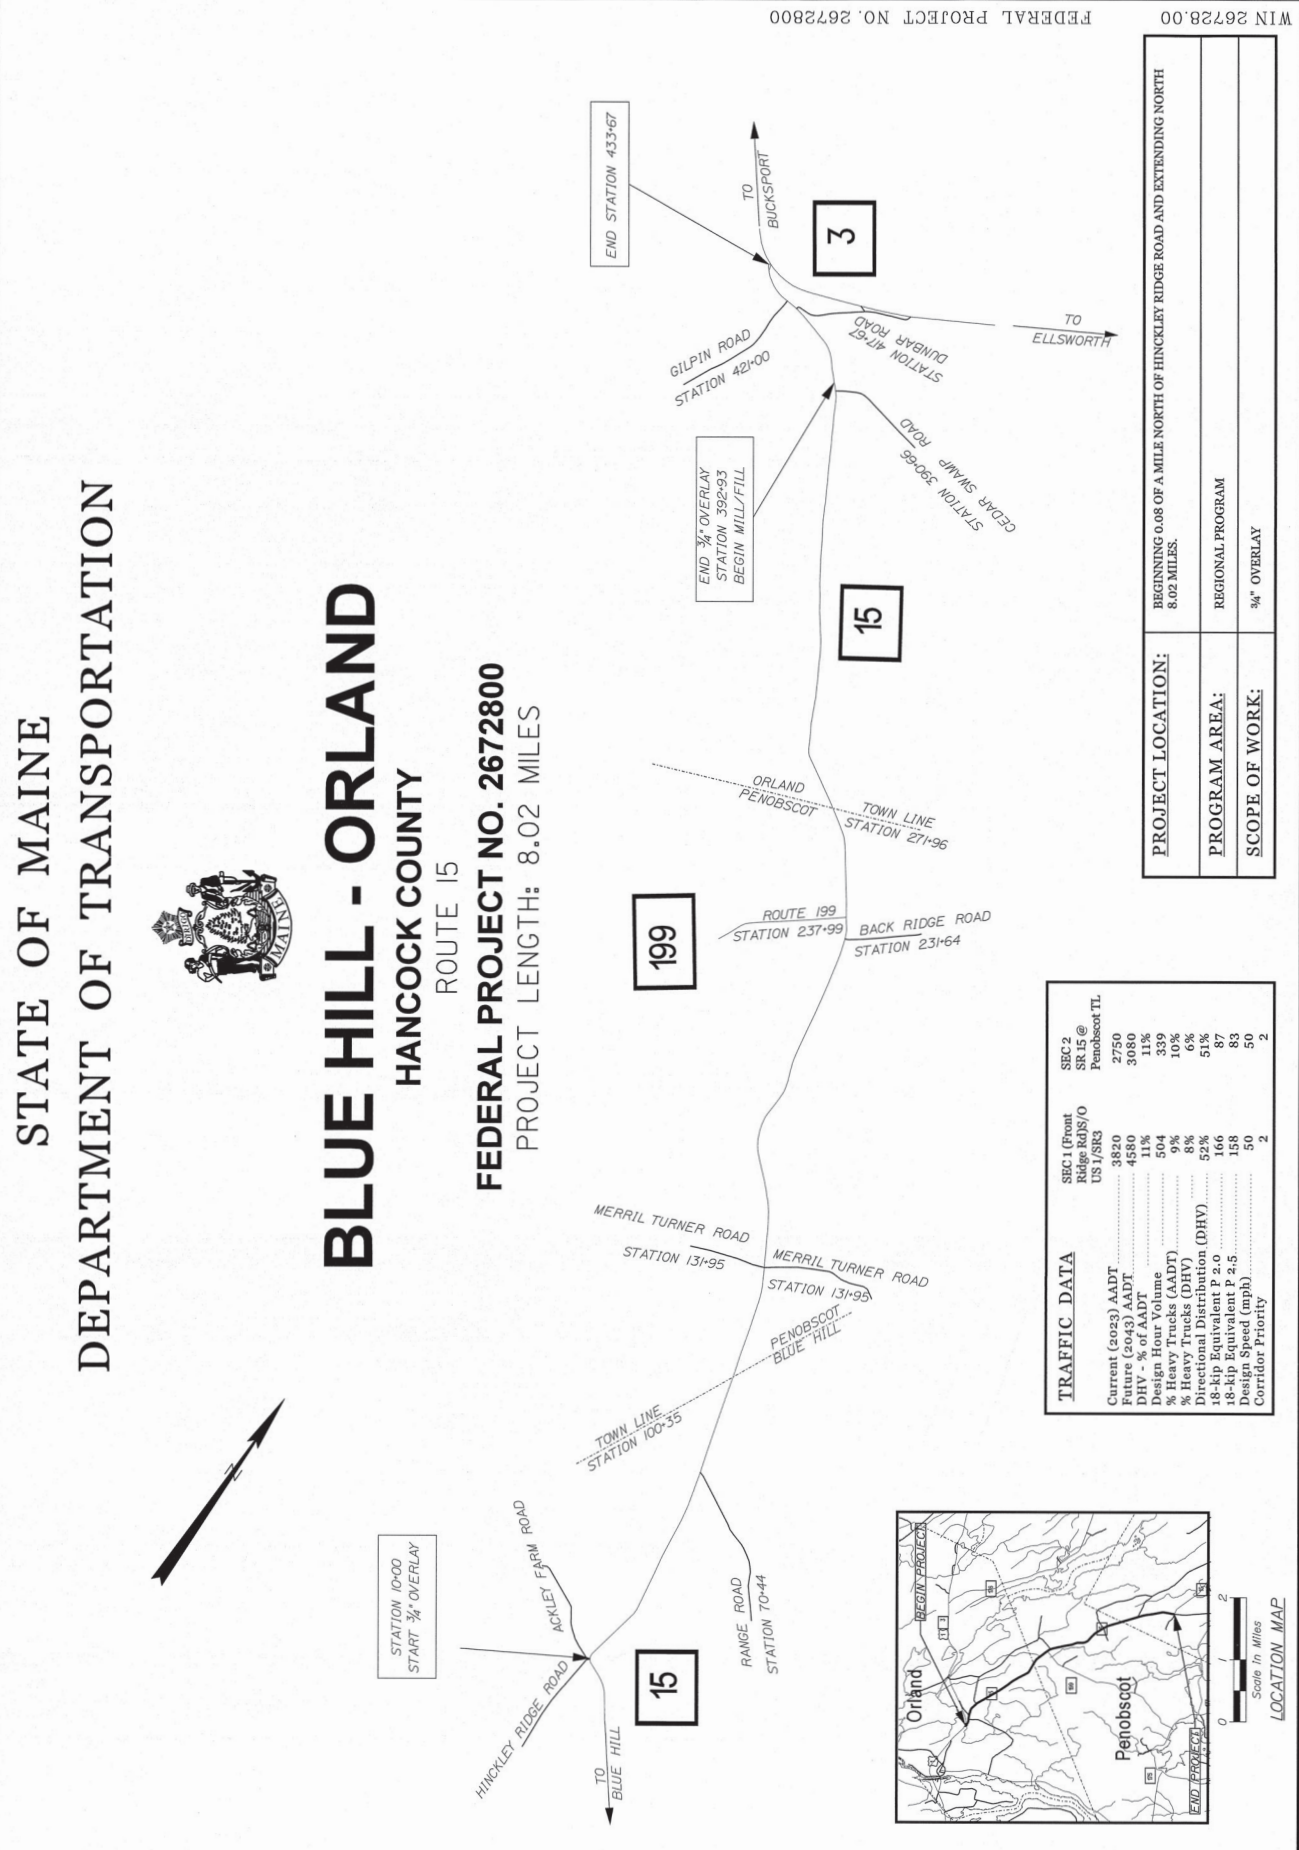 STATE OF MAINE
DEPARTMENT OF TRANSPORTATION
DIRIGO
MAINE
BLUE HILL - ORLAND
HANCOCK COUNTY
ROUTE 15
FEDERAL PROJECT NO. 2672800
PROJECT LENGTH: 8.02 MILES
N
STATION 10+00
START ¾" OVERLAY
ACKLEY FARM ROAD
HINCKLEY RIDGE ROAD
TO
BLUE HILL
15
RANGE ROAD
STATION 70+44
TOWN LINE
STATION 100+35
PENOBSCOT
BLUE HILL
MERRIL TURNER ROAD
STATION 131+95
MERRIL TURNER ROAD
STATION 131+95
199
ROUTE 199
STATION 237+99
BACK RIDGE ROAD
STATION 231+64
ORLAND
PENOBSCOT
TOWN LINE
STATION 271+96
15
END ¾" OVERLAY
STATION 392+93
BEGIN MILL/FILL
STATION 390+66
CEDAR SWAMP ROAD
GILPIN ROAD
STATION 421+00
STATION 417+67
DUNBAR ROAD
END STATION 433+67
TO
BUCKSPORT
3
TO
ELLSWORTH
Orland
BEGIN PROJECT
Penobscot
END PROJECT
0 1 2
Scale in Miles
LOCATION MAP
TRAFFIC DATA
SEC 1 (Front Ridge Rd)S/O US 1/SR3
SEC 2 SR 15 @ Penobscot TL
Current (2023) AADT 3820 2750
Future (2043) AADT 4580 3080
DHV - % of AADT 11% 11%
Design Hour Volume 504 339
% Heavy Trucks (AADT) 9% 10%
% Heavy Trucks (DHV) 8% 6%
Directional Distribution (DHV) 52% 51%
18-kip Equivalent P 2.0 166 87
18-kip Equivalent P 2.5 158 83
Design Speed (mph) 50 50
Corridor Priority 2 2
PROJECT LOCATION: BEGINNING 0.08 OF A MILE NORTH OF HINCKLEY RIDGE ROAD AND EXTENDING NORTH
8.02 MILES.
PROGRAM AREA: REGIONAL PROGRAM
SCOPE OF WORK: ¾" OVERLAY
FEDERAL PROJECT NO. 2672800
WIN 26728.00